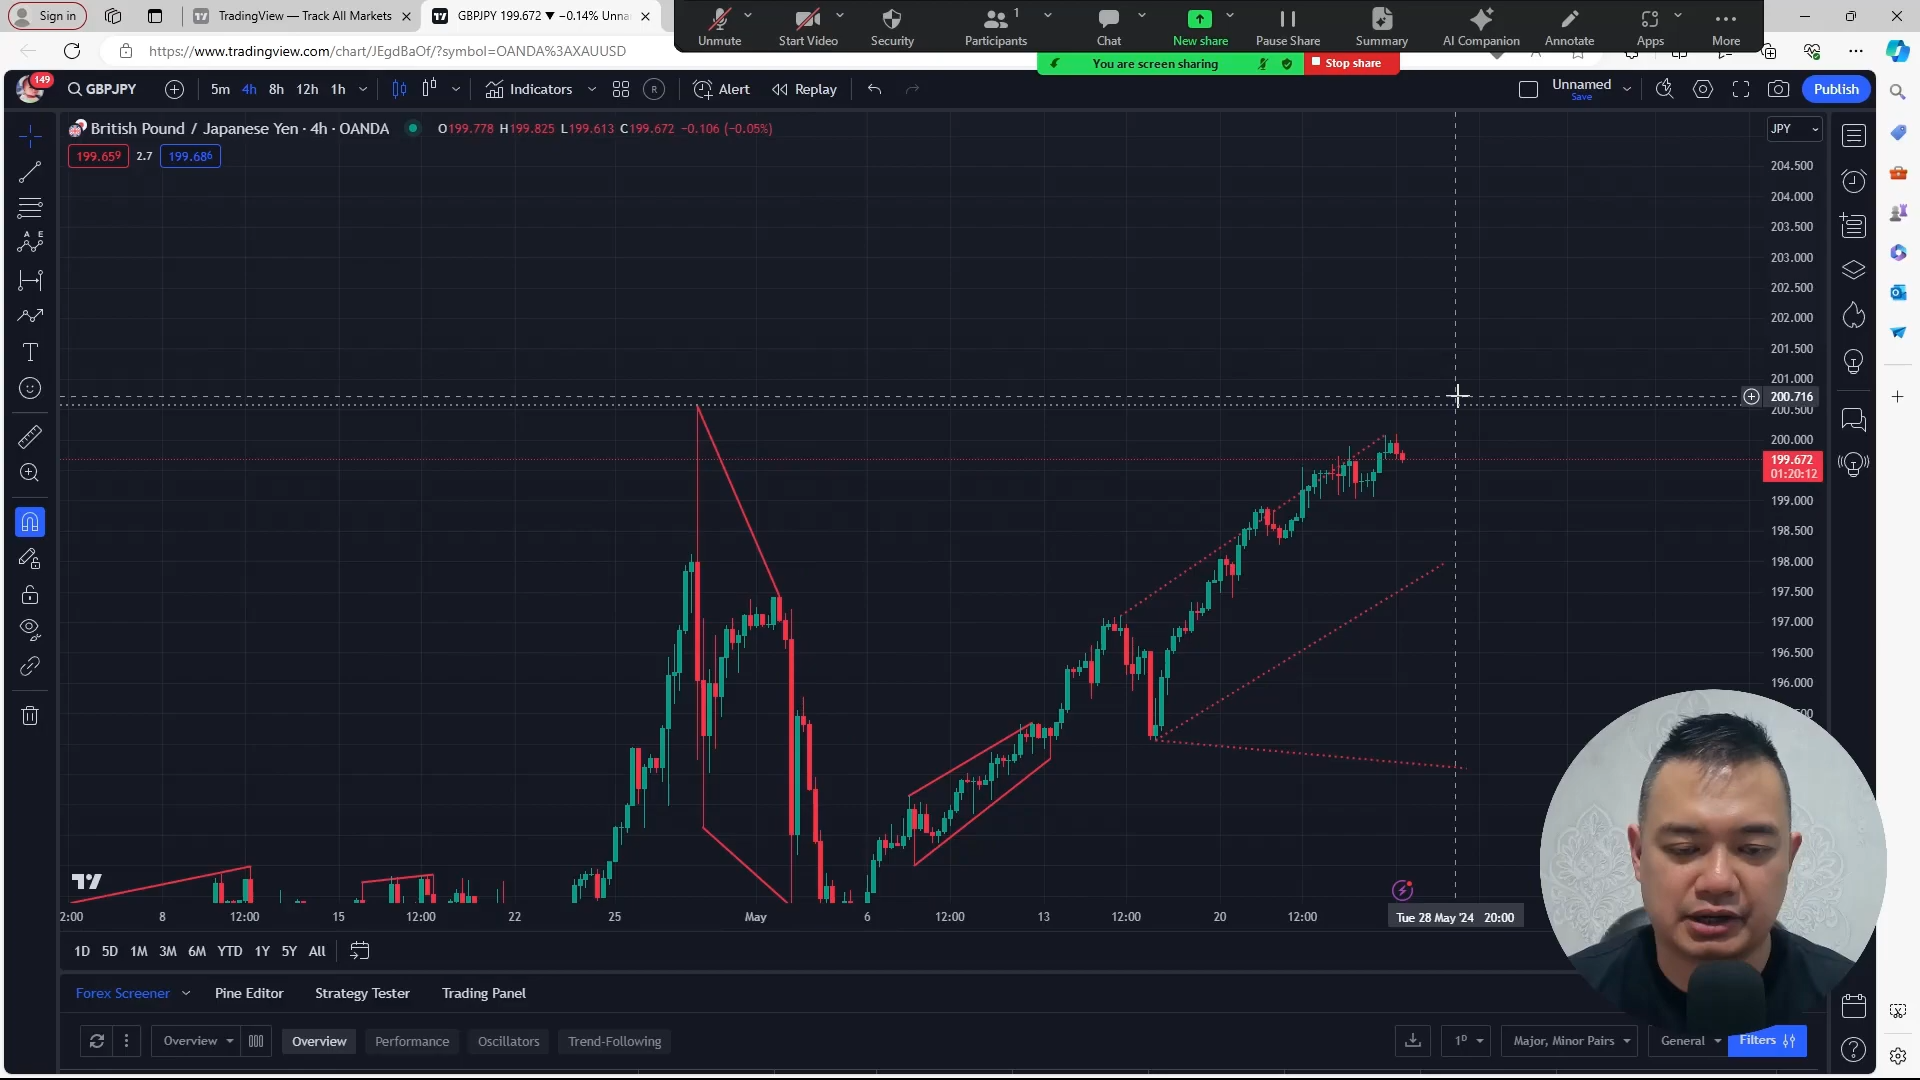 Sign in
TradingView — Track All Markets
GBPJPY 199.672 ▼ −0.14% Unna
Unmute
Start Video
Security
1
Participants
Chat
New share
Pause Share
Summary
AI Companion
Annotate
Apps
More
https://www.tradingview.com/chart/JEgdBaOf/?symbol=OANDA%3AXAUUSD
You are screen sharing
Stop share
149
GBPJPY
5m 4h 8h 12h 1h
Indicators
R
Alert
Replay
Unnamed
Save
Publish
British Pound / Japanese Yen · 4h · OANDA
O199.778 H199.825 L199.613 C199.672 −0.106 (−0.05%)
JPY
199.659 2.7 199.686
204.500
204.000
203.500
203.000
202.500
202.000
201.500
201.000
200.716
200.500
200.000
199.672
01:20:12
199.000
198.500
198.000
197.500
197.000
196.500
196.000
2:00 8 12:00 15 12:00 22 25 May 6 12:00 13 12:00 20 12:00 Tue 28 May '24 20:00
1D 5D 1M 3M 6M YTD 1Y 5Y All
Forex Screener Pine Editor Strategy Tester Trading Panel
Overview Overview Performance Oscillators Trend-Following 1D Major, Minor Pairs General Filters